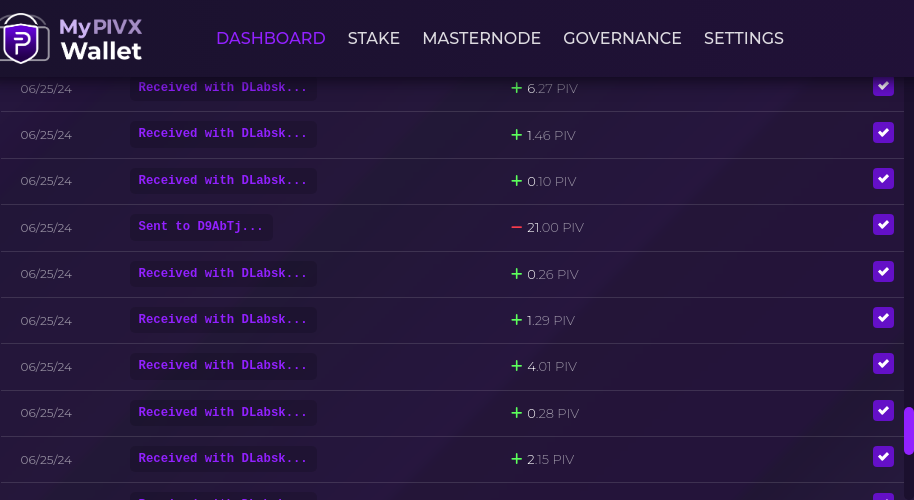 My PIVX
Wallet
DASHBOARD STAKE MASTERNODE GOVERNANCE SETTINGS
06/25/24 Received with DLabsk... + 6.27 PIV
06/25/24 Received with DLabsk... + 1.46 PIV
06/25/24 Received with DLabsk... + 0.10 PIV
06/25/24 Sent to D9AbTj... − 21.00 PIV
06/25/24 Received with DLabsk... + 0.26 PIV
06/25/24 Received with DLabsk... + 1.29 PIV
06/25/24 Received with DLabsk... + 4.01 PIV
06/25/24 Received with DLabsk... + 0.28 PIV
06/25/24 Received with DLabsk... + 2.15 PIV